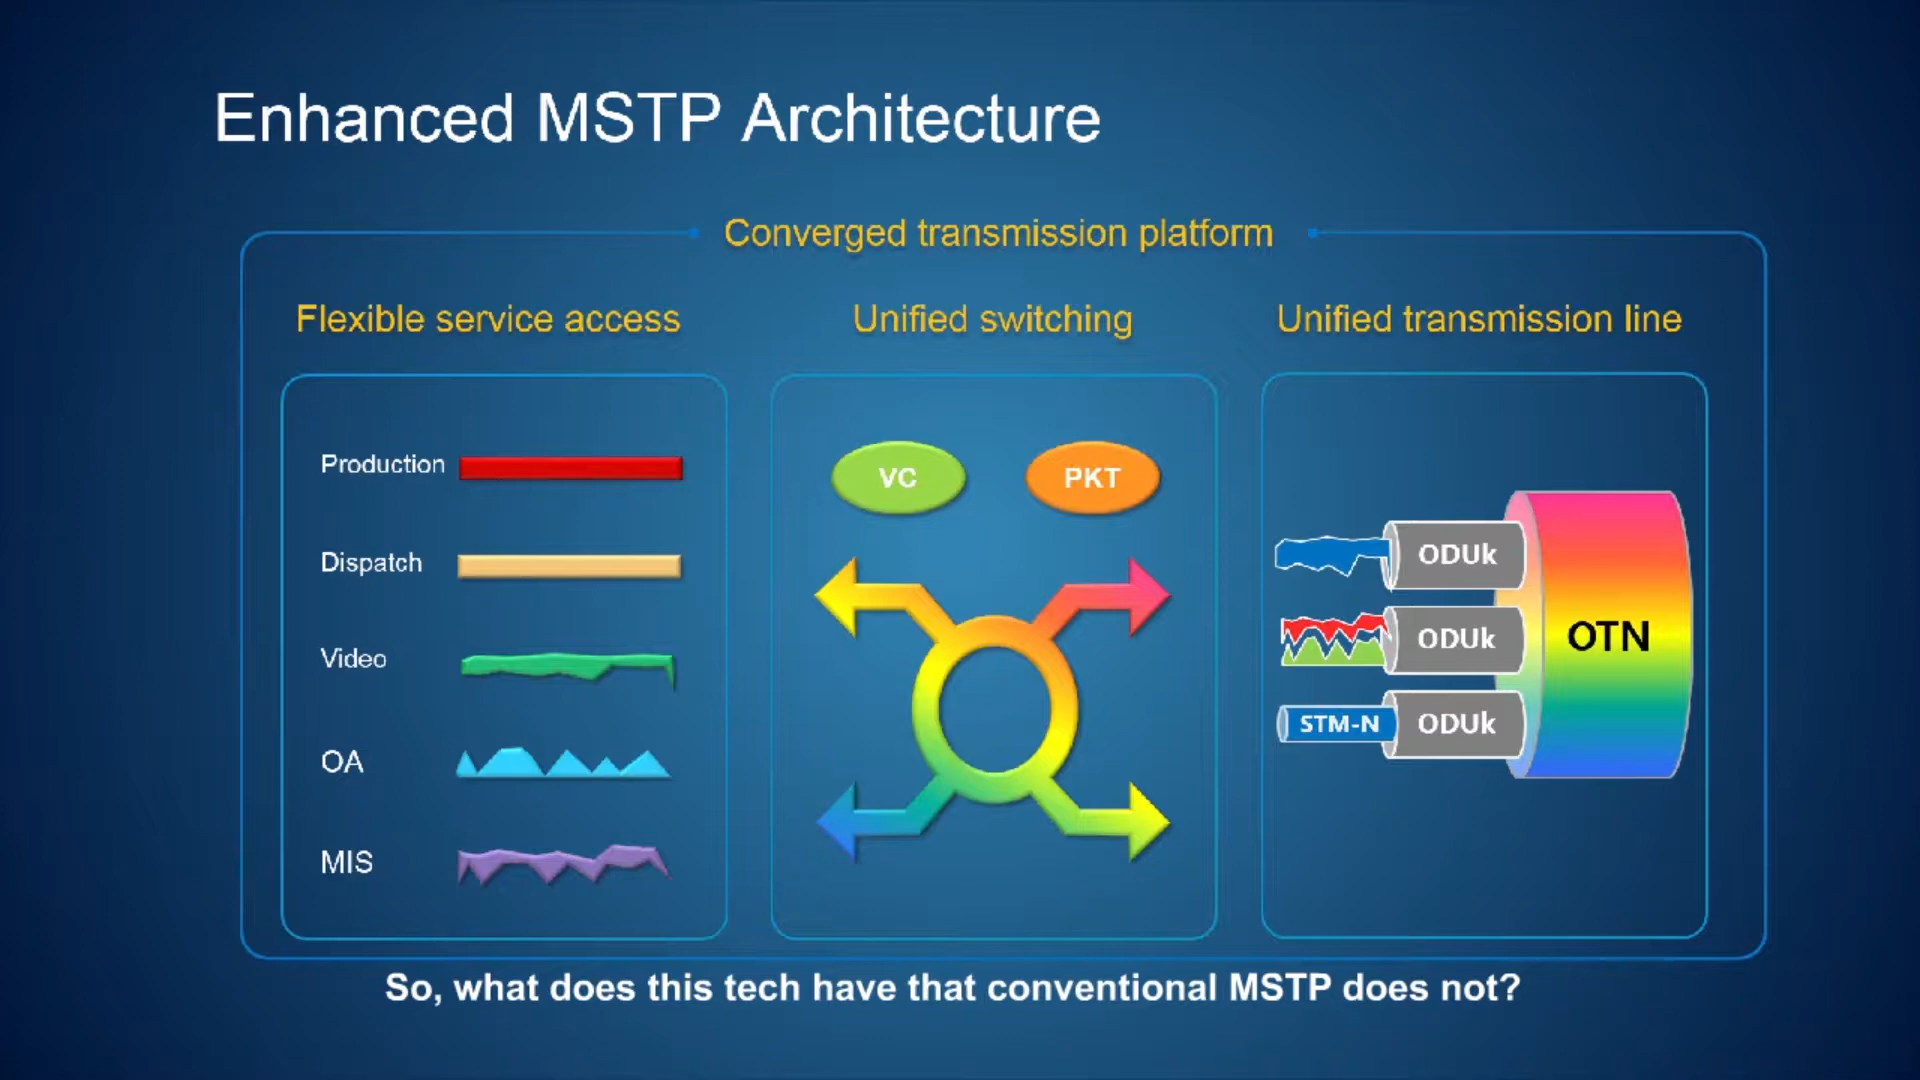 Enhanced MSTP Architecture
Converged transmission platform
Flexible service access
Unified switching
Unified transmission line
Production
Dispatch
Video
OA
MIS
VC
PKT
ODUk
ODUk
STM-N
ODUk
OTN
So, what does this tech have that conventional MSTP does not?